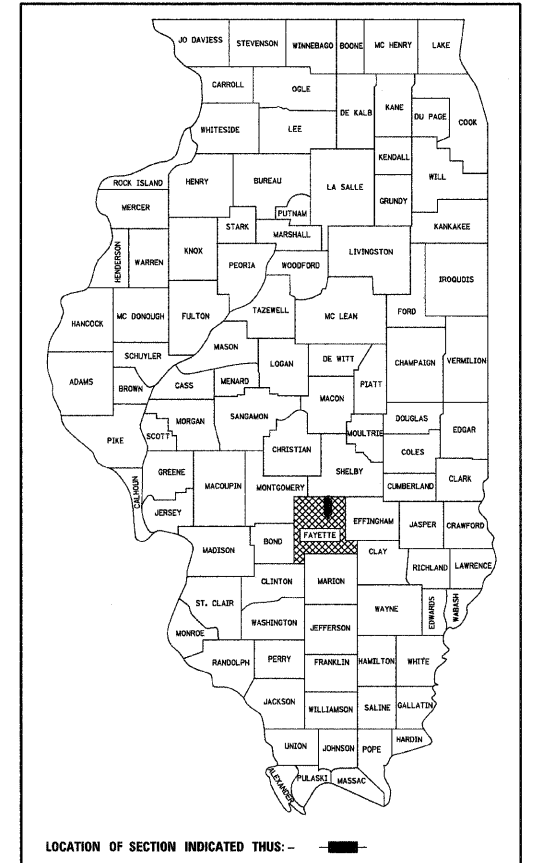 JO DAVIESS STEVENSON WINNEBAGO BOONE MC HENRY LAKE
CARROLL OGLE
DE KALB KANE DU PAGE COOK
WHITESIDE LEE
KENDALL
ROCK ISLAND HENRY BUREAU LA SALLE WILL
GRUNDY
MERCER PUTNAM
STARK MARSHALL KANKAKEE
HENDERSON WARREN KNOX PEORIA WOODFORD LIVINGSTON
IROQUOIS
HANCOCK MC DONOUGH FULTON TAZEWELL MC LEAN FORD
MASON
SCHUYLER LOGAN DE WITT CHAMPAIGN VERMILION
ADAMS BROWN CASS MENARD PIATT
MACON
MORGAN SANGAMON DOUGLAS EDGAR
PIKE SCOTT CHRISTIAN MOULTRIE COLES
GREENE MACOUPIN SHELBY CLARK
CALHOUN MONTGOMERY CUMBERLAND
JERSEY EFFINGHAM JASPER CRAWFORD
BOND FAYETTE
MADISON CLAY
RICHLAND LAWRENCE
CLINTON MARION
ST. CLAIR WAYNE EDWARDS WABASH
WASHINGTON JEFFERSON
MONROE
RANDOLPH PERRY FRANKLIN HAMILTON WHITE
JACKSON WILLIAMSON SALINE GALLATIN
UNION JOHNSON POPE HARDIN
ALEXANDER PULASKI MASSAC
LOCATION OF SECTION INDICATED THUS: -